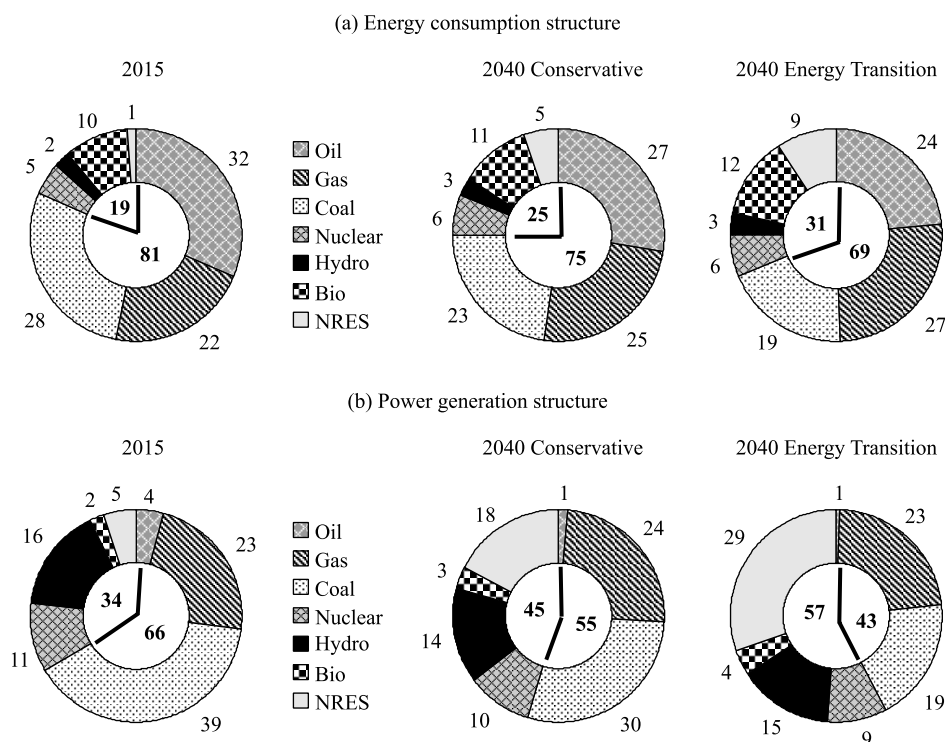 (a) Energy consumption structure
2015
2040 Conservative
2040 Energy Transition
1
10
2
5
32
19
81
28
22
Oil
Gas
Coal
Nuclear
Hydro
Bio
NRES
5
11
3
6
27
25
75
23
25
9
12
3
6
24
31
69
19
27
(b) Power generation structure
2015
2040 Conservative
2040 Energy Transition
2
5
4
16
23
34
66
11
39
Oil
Gas
Coal
Nuclear
Hydro
Bio
NRES
1
18
24
3
45
55
14
10
30
1
29
23
57
43
4
15
9
19